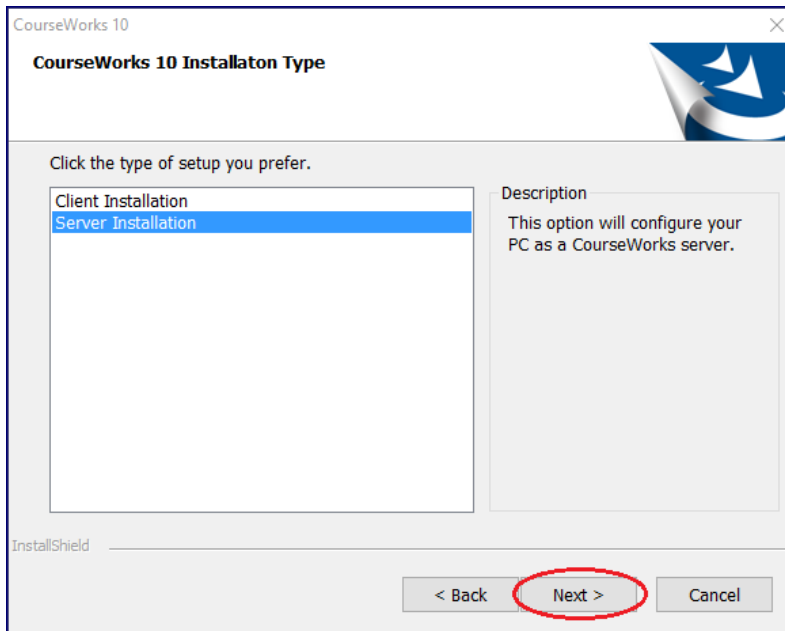 CourseWorks 10
CourseWorks 10 Installaton Type
Click the type of setup you prefer.
Client Installation
Server Installation
Description
This option will configure your
PC as a CourseWorks server.
InstallShield
< Back
Next >
Cancel